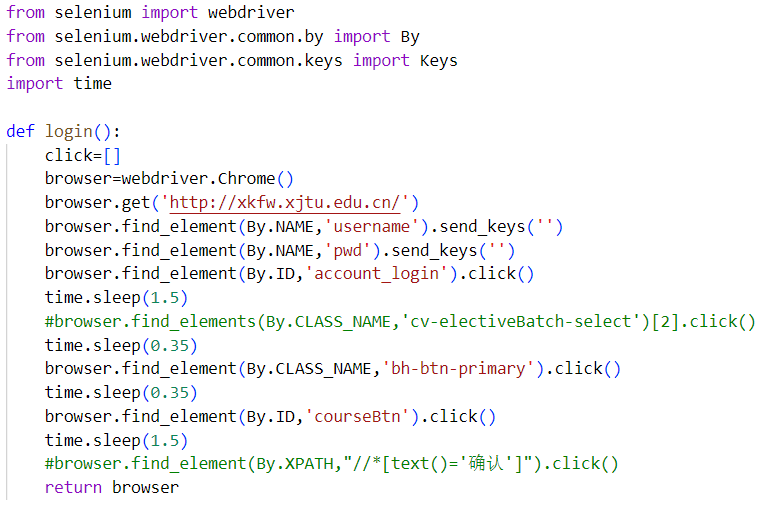 from selenium import webdriver
from selenium.webdriver.common.by import By
from selenium.webdriver.common.keys import Keys
import time

def login():
    click=[]
    browser=webdriver.Chrome()
    browser.get('http://xkfw.xjtu.edu.cn/')
    browser.find_element(By.NAME,'username').send_keys('')
    browser.find_element(By.NAME,'pwd').send_keys('')
    browser.find_element(By.ID,'account_login').click()
    time.sleep(1.5)
    #browser.find_elements(By.CLASS_NAME,'cv-electiveBatch-select')[2].click()
    time.sleep(0.35)
    browser.find_element(By.CLASS_NAME,'bh-btn-primary').click()
    time.sleep(0.35)
    browser.find_element(By.ID,'courseBtn').click()
    time.sleep(1.5)
    #browser.find_element(By.XPATH,"//*[text()='确认']").click()
    return browser